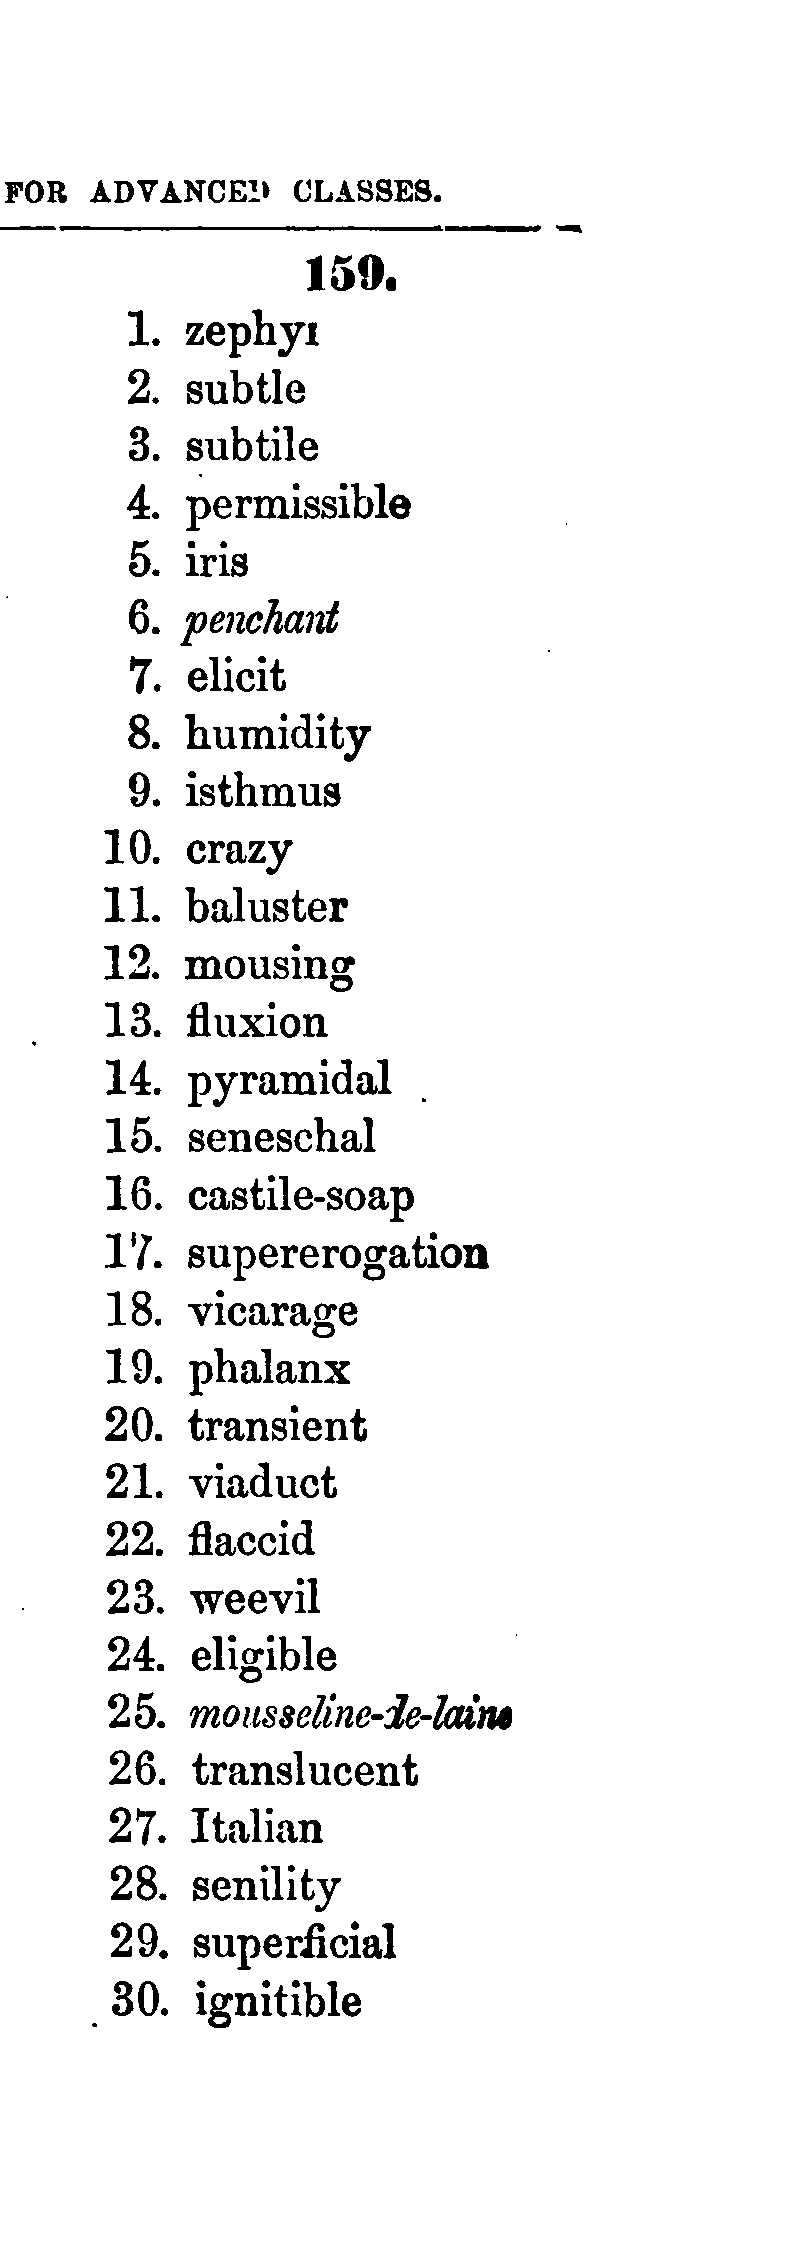 FOR ADVANCED CLASSES.
159.
1. zephyr
2. subtle
3. subtile
4. permissible
5. iris
6. penchant
7. elicit
8. humidity
9. isthmus
10. crazy
11. baluster
12. mousing
13. fluxion
14. pyramidal
15. seneschal
16. castile-soap
17. supererogation
18. vicarage
19. phalanx
20. transient
21. viaduct
22. flaccid
23. weevil
24. eligible
25. mousseline-de-laine
26. translucent
27. Italian
28. senility
29. superficial
30. ignitible